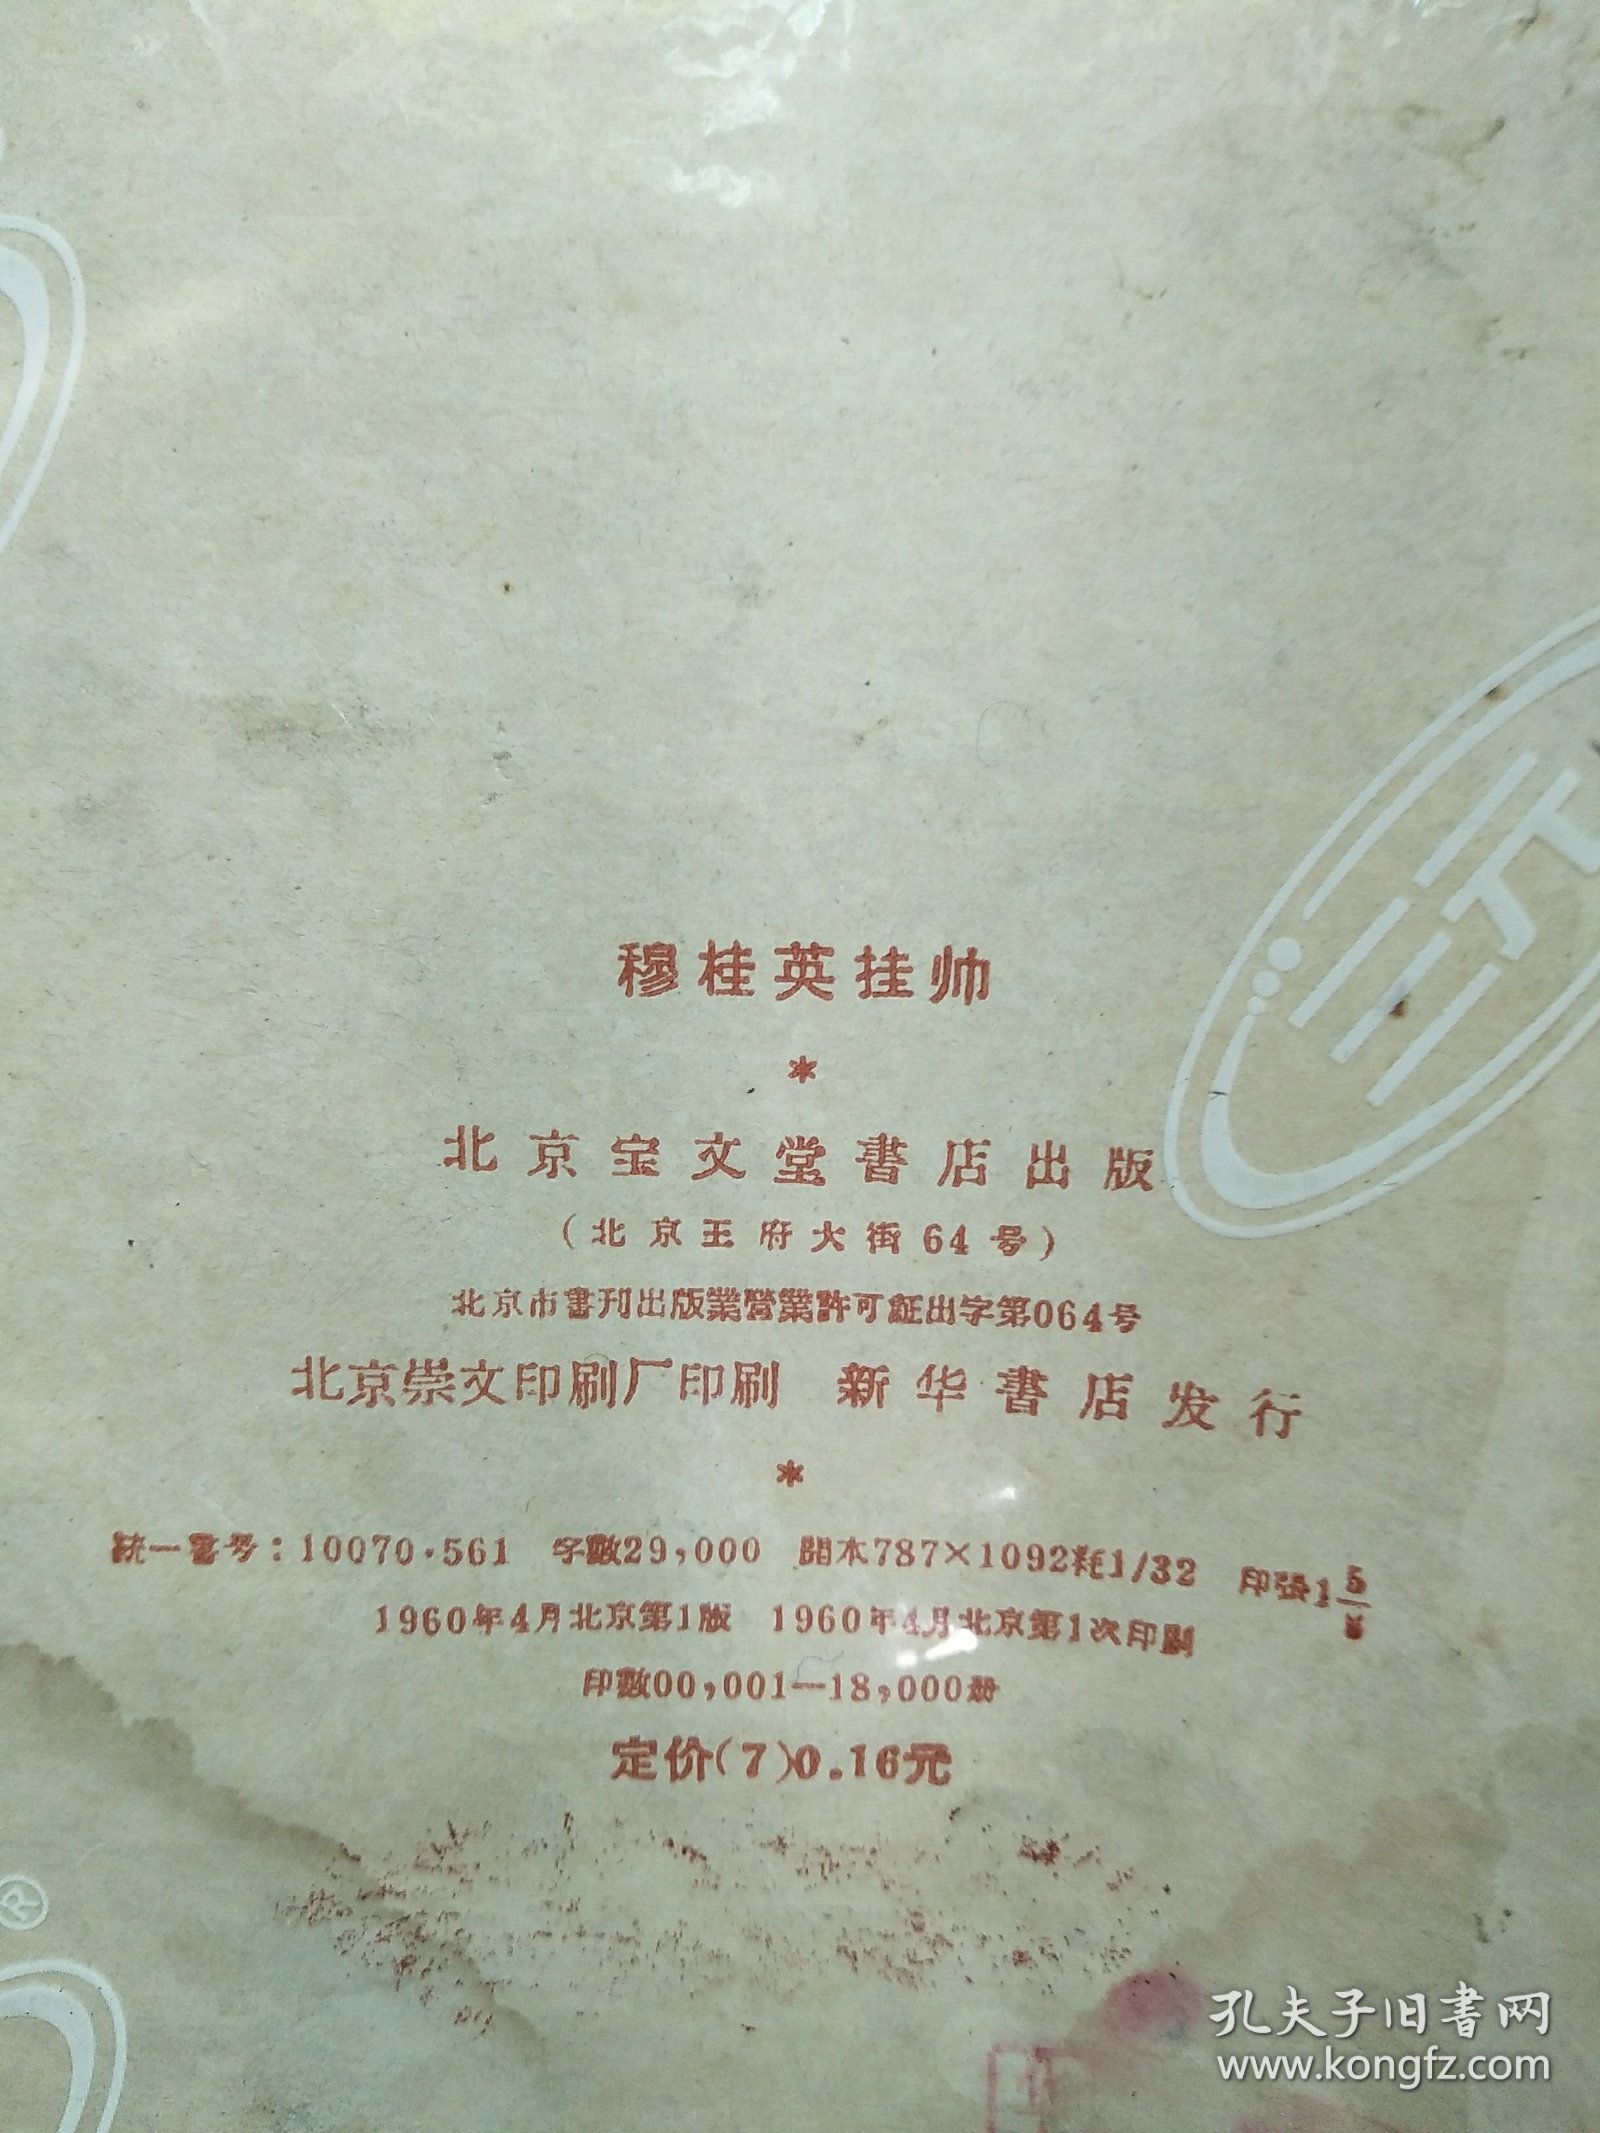 穆桂英挂帅
*
北京宝文堂書店出版
(北京王府大街64号)
北京市書刊出版業營業許可証出字第064号
北京崇文印刷厂印刷 新华書店发行
*
統一書号:10070·561 字數29,000 開本787×1092耗1/32 印張1 5/8
1960年4月北京第1版 1960年4月北京第1次印刷
印數00,001—18,000册
定价(7)0.16元
孔夫子旧書网
www.kongfz.com